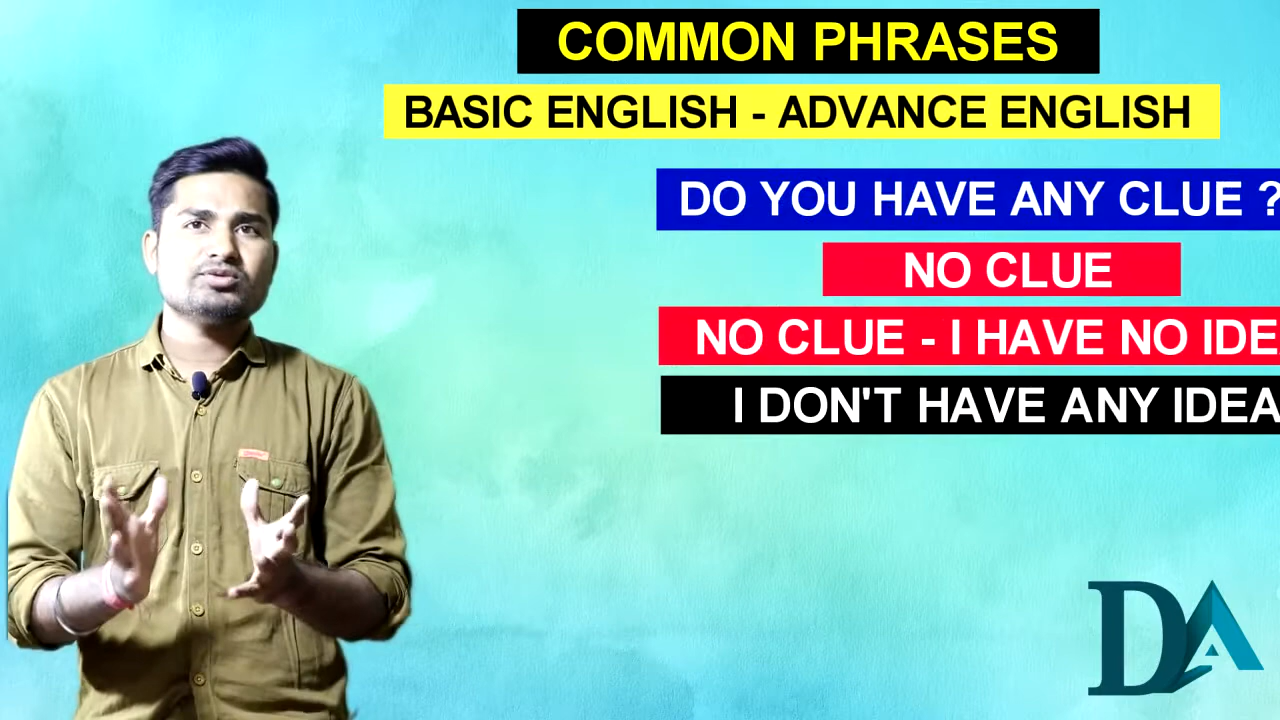 COMMON PHRASES
BASIC ENGLISH - ADVANCE ENGLISH
DO YOU HAVE ANY CLUE ?
NO CLUE
NO CLUE - I HAVE NO IDE
I DON'T HAVE ANY IDEA
DA